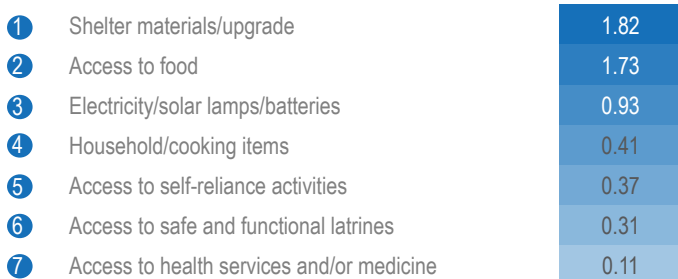 1 Shelter materials/upgrade 1.82
2 Access to food 1.73
3 Electricity/solar lamps/batteries 0.93
4 Household/cooking items 0.41
5 Access to self-reliance activities 0.37
6 Access to safe and functional latrines 0.31
7 Access to health services and/or medicine 0.11